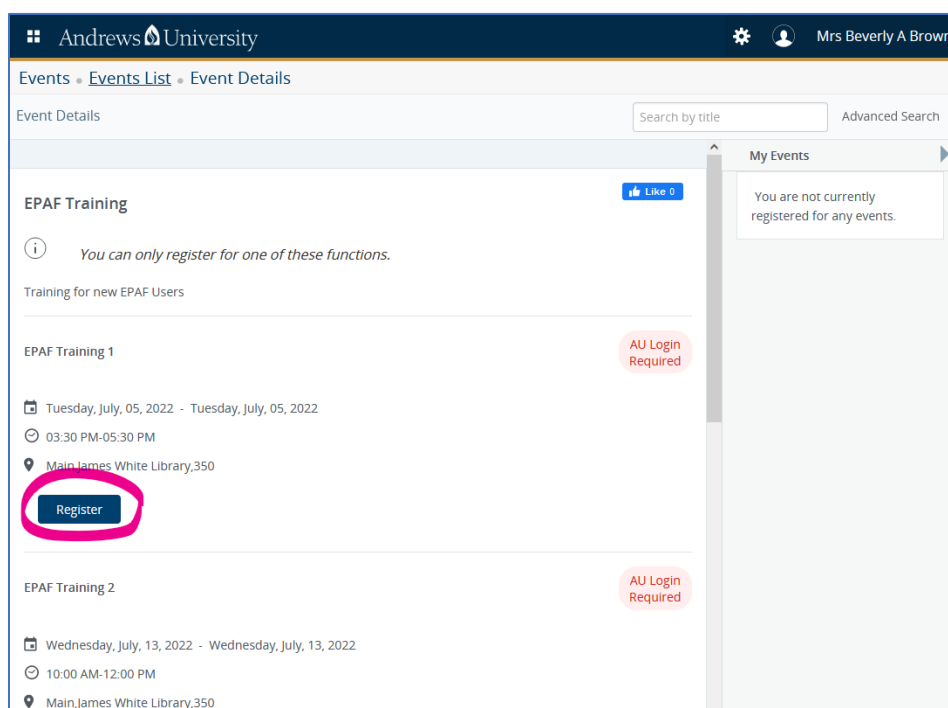 Andrews University
Mrs Beverly A Brown
Events • Events List • Event Details
Event Details
Search by title
Advanced Search
My Events
You are not currently
registered for any events.
EPAF Training
Like 0
You can only register for one of these functions.
Training for new EPAF Users
EPAF Training 1
AU Login
Required
Tuesday, July, 05, 2022 - Tuesday, July, 05, 2022
03:30 PM-05:30 PM
Main,James White Library,350
Register
EPAF Training 2
AU Login
Required
Wednesday, July, 13, 2022 - Wednesday, July, 13, 2022
10:00 AM-12:00 PM
Main,James White Library,350